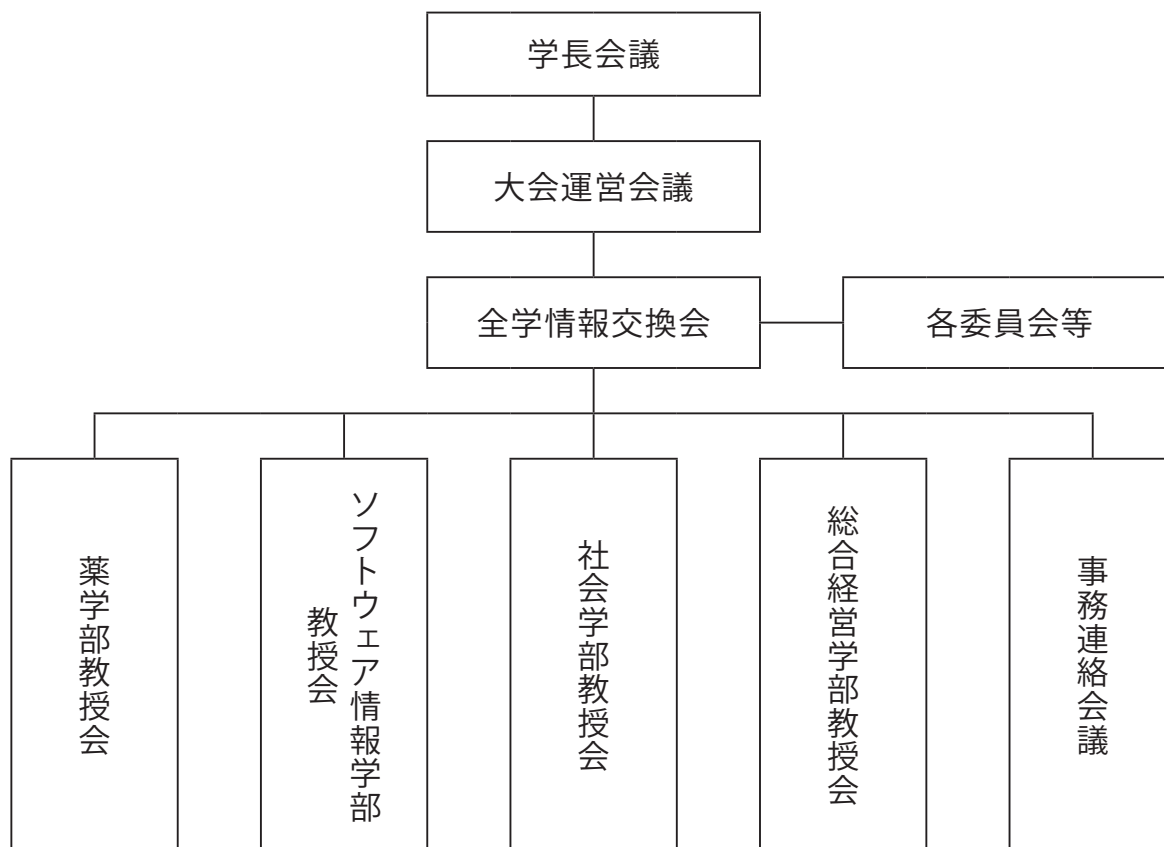 学長会議
大会運営会議
全学情報交換会
各委員会等
薬学部教授会
ソフトウェア情報学部
教授会
社会学部教授会
総合経営学部教授会
事務連絡会議